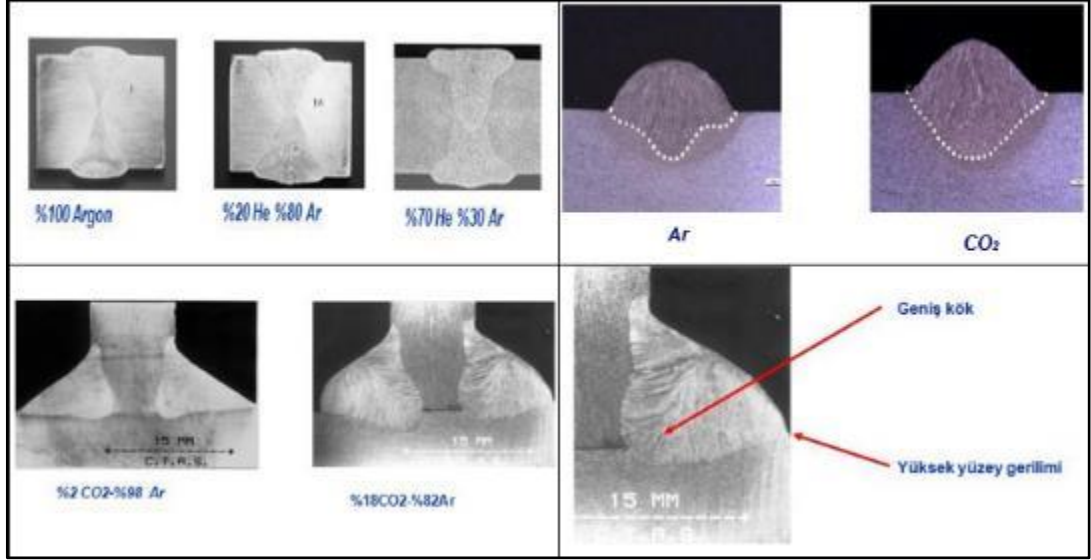 %100 Argon
%20 He %80 Ar
%70 He %30 Ar
Ar
CO₂
15 MM
C.F.A.S.
%2 CO2-%98 Ar
15 MM
%18CO2-%82Ar
Geniş kök
Yüksek yüzey gerilimi
15 MM